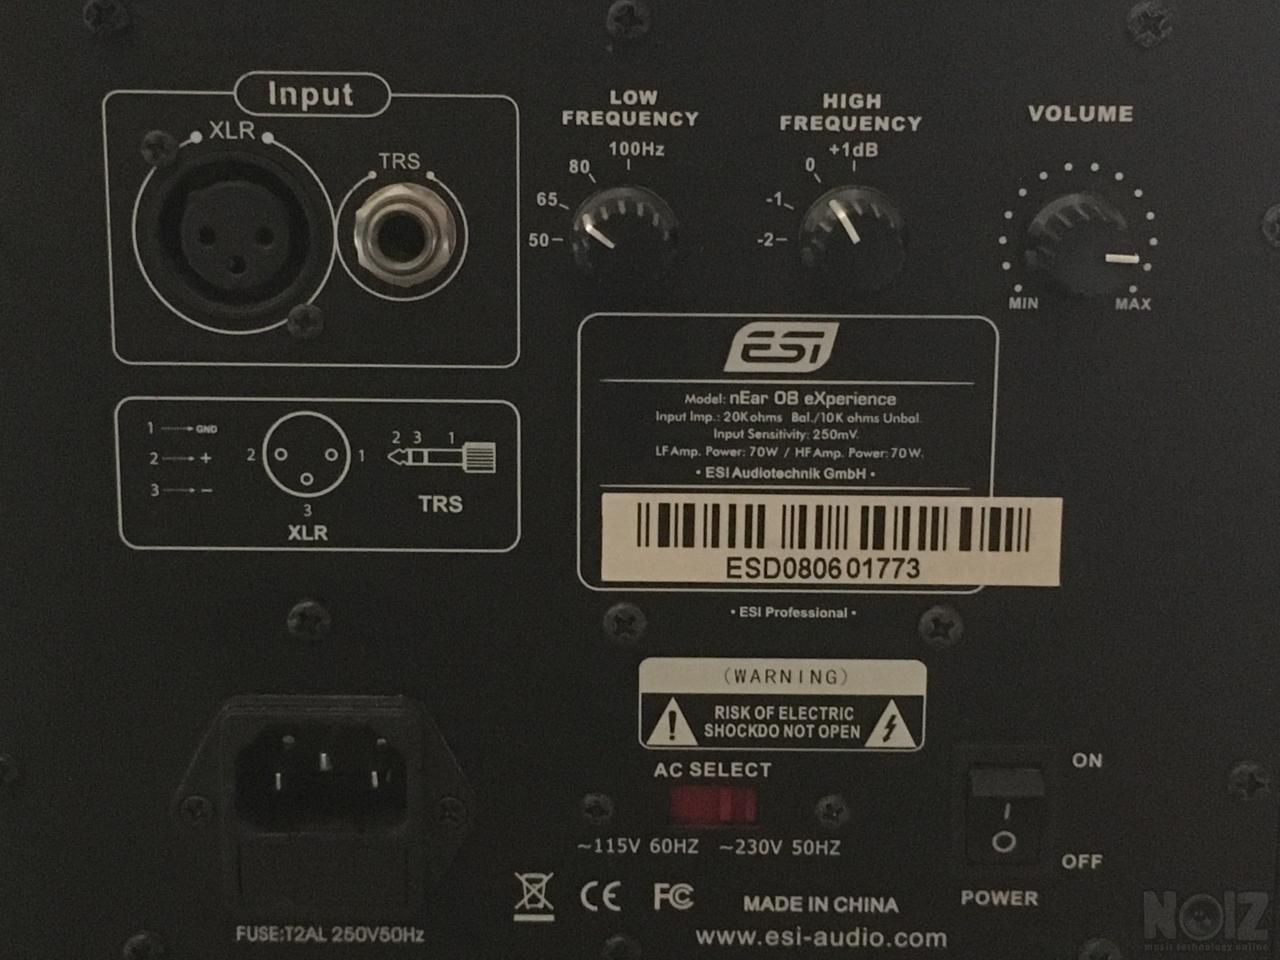 Input
XLR
TRS
LOW
FREQUENCY
100Hz
80
65
50
HIGH
FREQUENCY
+1dB
0
-1
-2
VOLUME
MIN
MAX
1 GND
2 +
3 -
2 1
3
XLR
2 3 1
TRS
ESI
Model: nEar 08 eXperience
Input Imp.: 20Kohms Bal./10K ohms Unbal.
Input Sensitivity: 250mV.
LF Amp. Power: 70W / HF Amp. Power: 70W.
• ESI Audiotechnik GmbH •
ESD080601773
• ESI Professional •
(WARNING)
RISK OF ELECTRIC
SHOCKDO NOT OPEN
AC SELECT
~115V 60HZ ~230V 50HZ
ON
OFF
POWER
CE FC
MADE IN CHINA
www.esi-audio.com
FUSE:T2AL 250V50Hz
NOIZ
music technology online